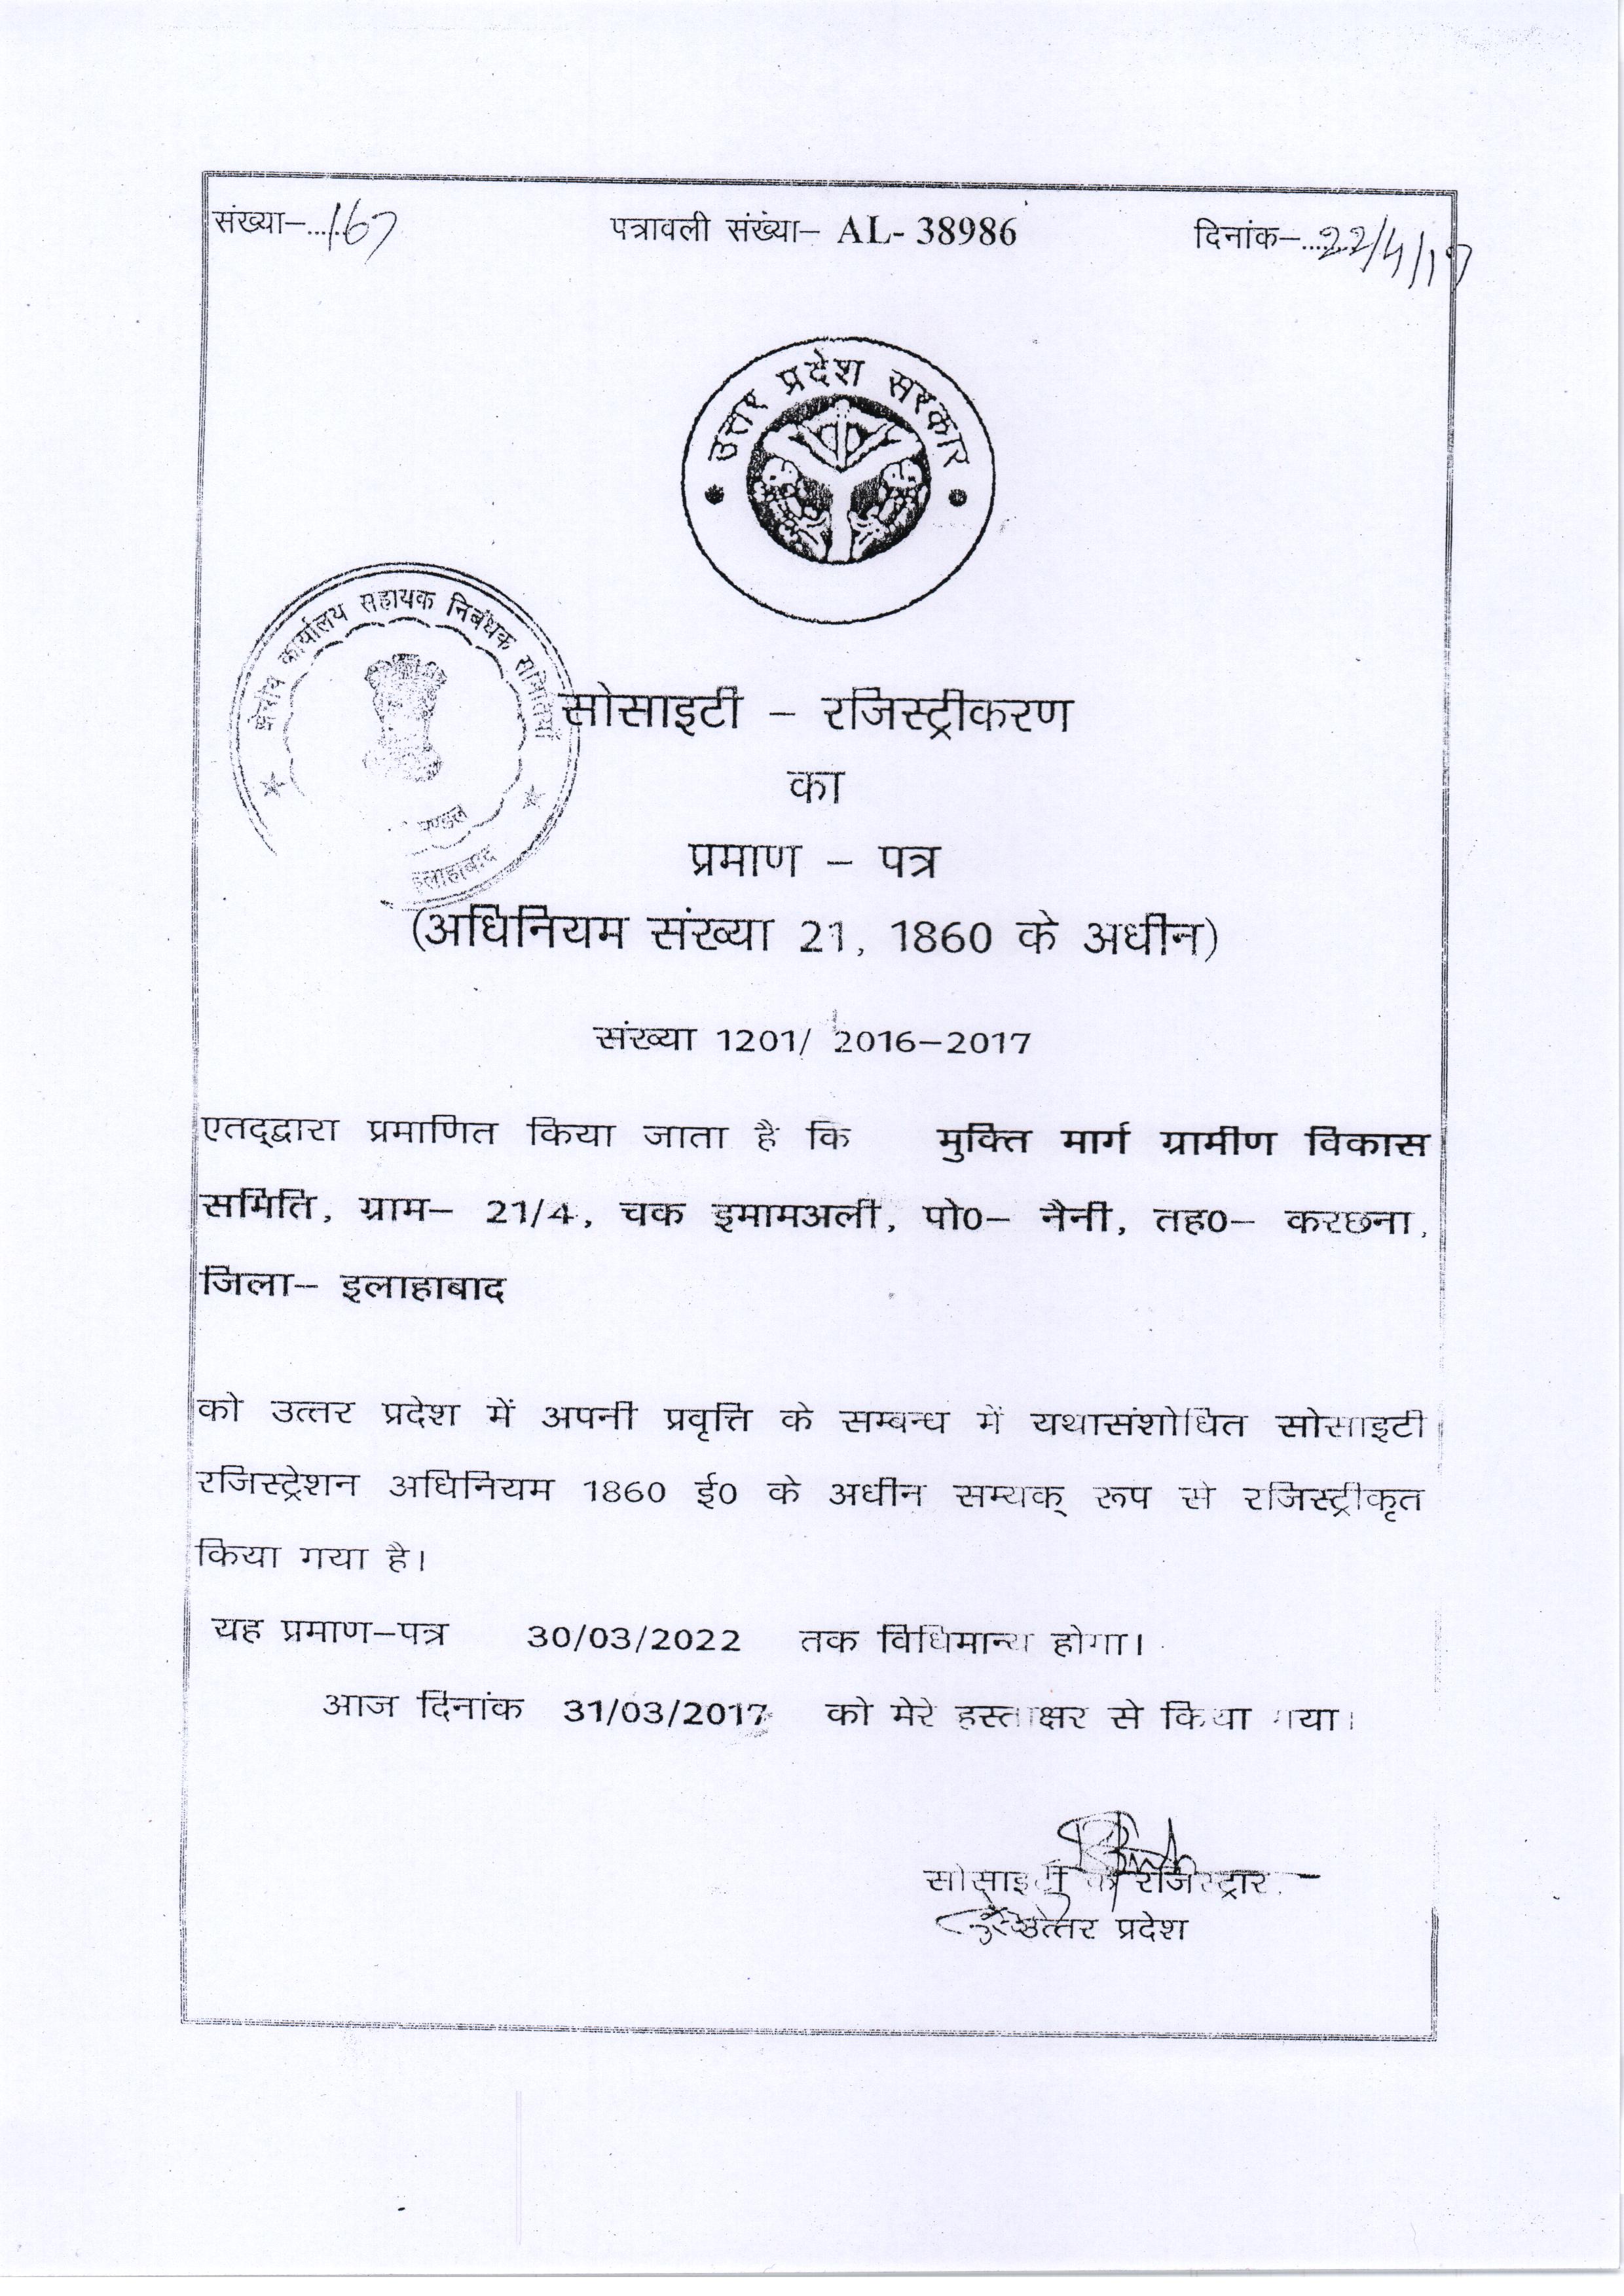 संख्या–.....167
पत्रावली संख्या– AL- 38986
दिनांक–........22/4/17
उत्तर प्रदेश सरकार
क्षेत्रीय कार्यालय सहायक निबंधक समितियां
इलाहाबाद
सोसाइटी – रजिस्ट्रीकरण
का
प्रमाण – पत्र
(अधिनियम संख्या 21, 1860 के अधीन)
संख्या 1201/ 2016–2017
एतद्द्वारा प्रमाणित किया जाता है कि मुक्ति मार्ग ग्रामीण विकास
समिति, ग्राम– 21/4, चक इमामअली, पो0– नैनी, तह0– करछना,
जिला– इलाहाबाद
को उत्तर प्रदेश में अपनी प्रवृत्ति के सम्बन्ध में यथासंशोधित सोसाइटी
रजिस्ट्रेशन अधिनियम 1860 ई0 के अधीन सम्यक् रूप से रजिस्ट्रीकृत
किया गया है।
यह प्रमाण–पत्र 30/03/2022 तक विधिमान्य होगा।
आज दिनांक 31/03/2017 को मेरे हस्ताक्षर से किया गया।
सोसाइटी के रजिस्ट्रार
उत्तर प्रदेश